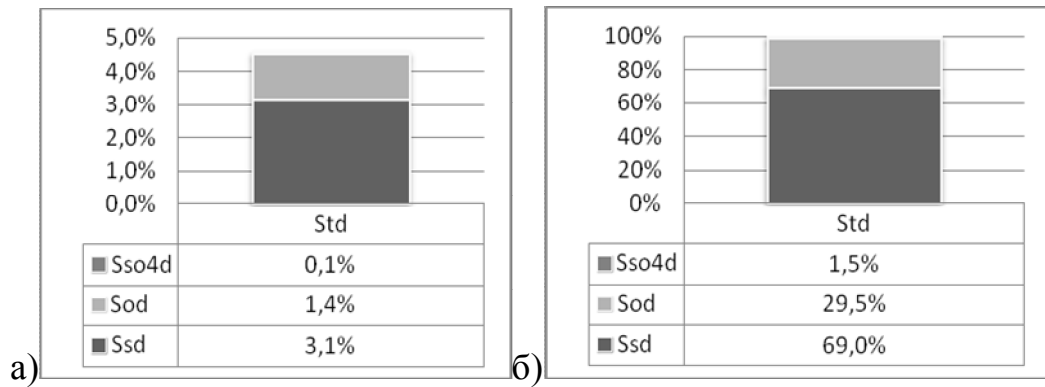 5,0%
4,0%
3,0%
2,0%
1,0%
0,0%
Std
Sso4d 0,1%
Sod 1,4%
Ssd 3,1%
а)
100%
80%
60%
40%
20%
0%
Std
Sso4d 1,5%
Sod 29,5%
Ssd 69,0%
б)